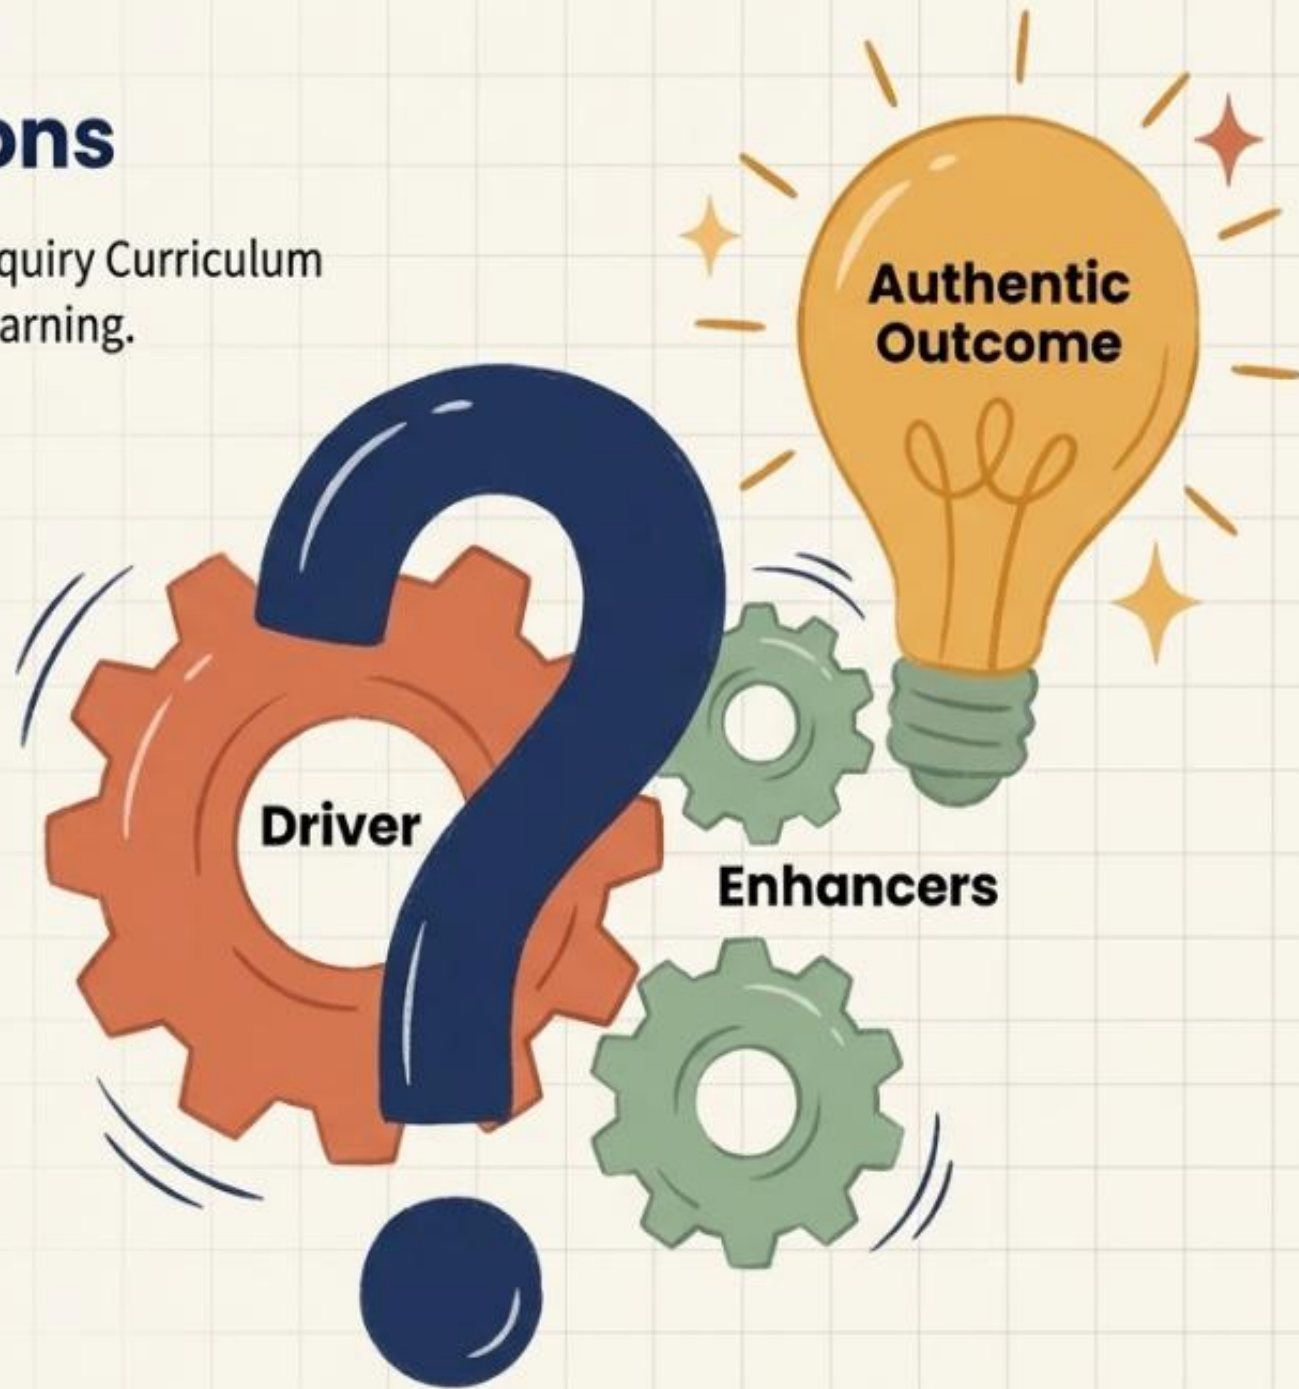 ons
quiry Curriculum
arning.
Authentic
Outcome
Driver
Enhancers